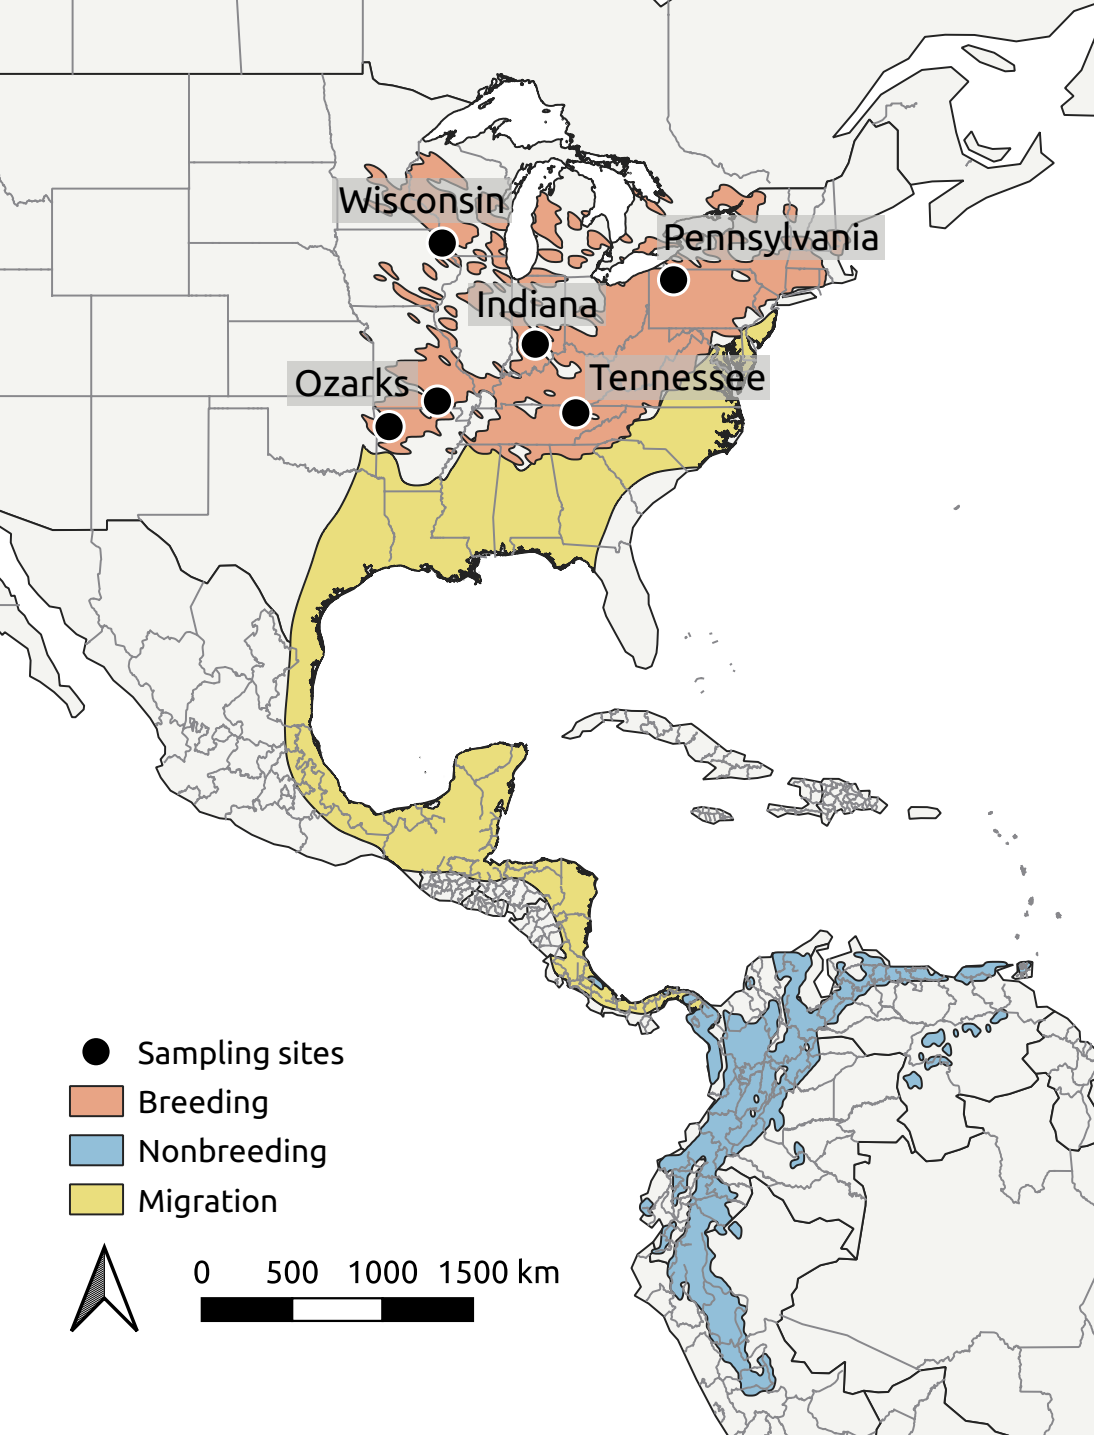 Wisconsin
Pennsylvania
Indiana
Ozarks
Tennessee
Sampling sites
Breeding
Nonbreeding
Migration
0 500 1000 1500 km